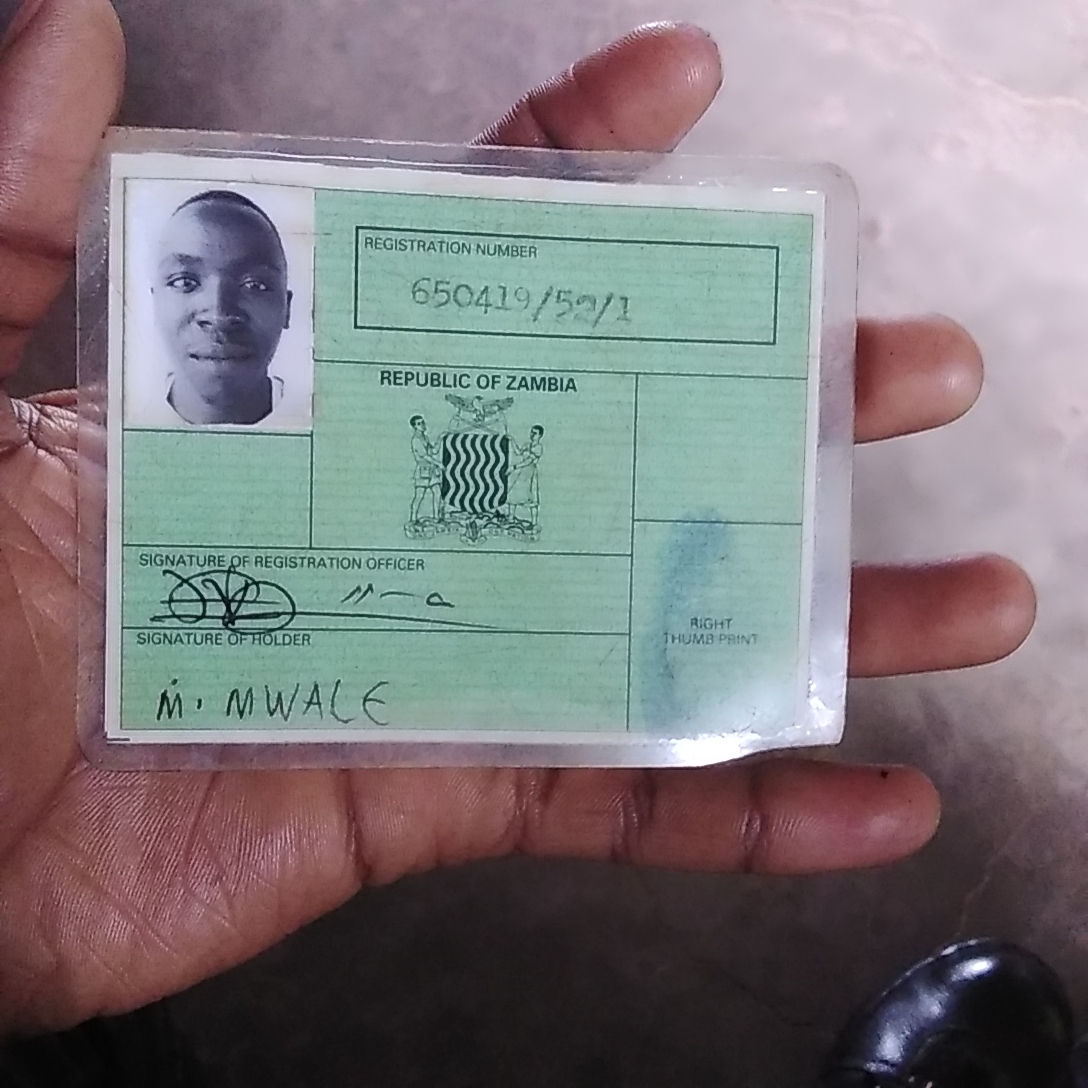 REGISTRATION NUMBER
650419/52/1
REPUBLIC OF ZAMBIA
SIGNATURE OF REGISTRATION OFFICER
SIGNATURE OF HOLDER
M. MWALE
RIGHT
THUMB PRINT